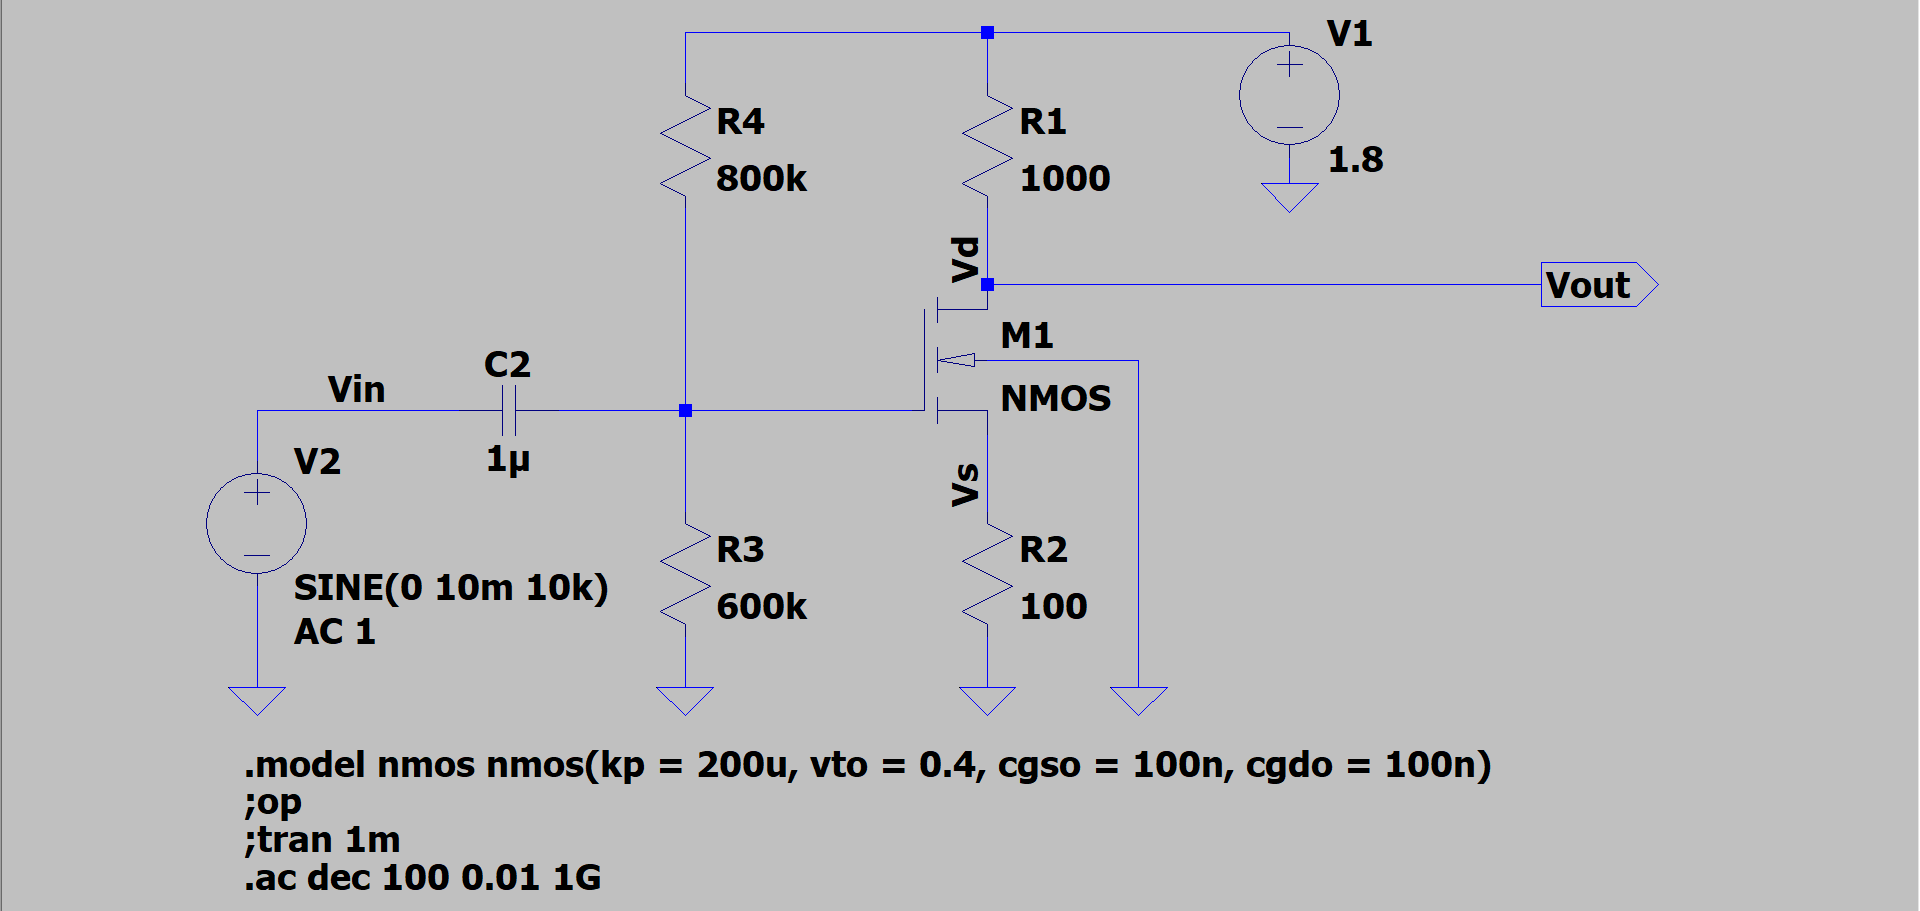 V1
1.8
R4
800k
R1
1000
Vd
Vout
M1
NMOS
C2
1µ
Vin
V2
SINE(0 10m 10k)
AC 1
R3
600k
Vs
R2
100
.model nmos nmos(kp = 200u, vto = 0.4, cgso = 100n, cgdo = 100n)
;op
;tran 1m
.ac dec 100 0.01 1G